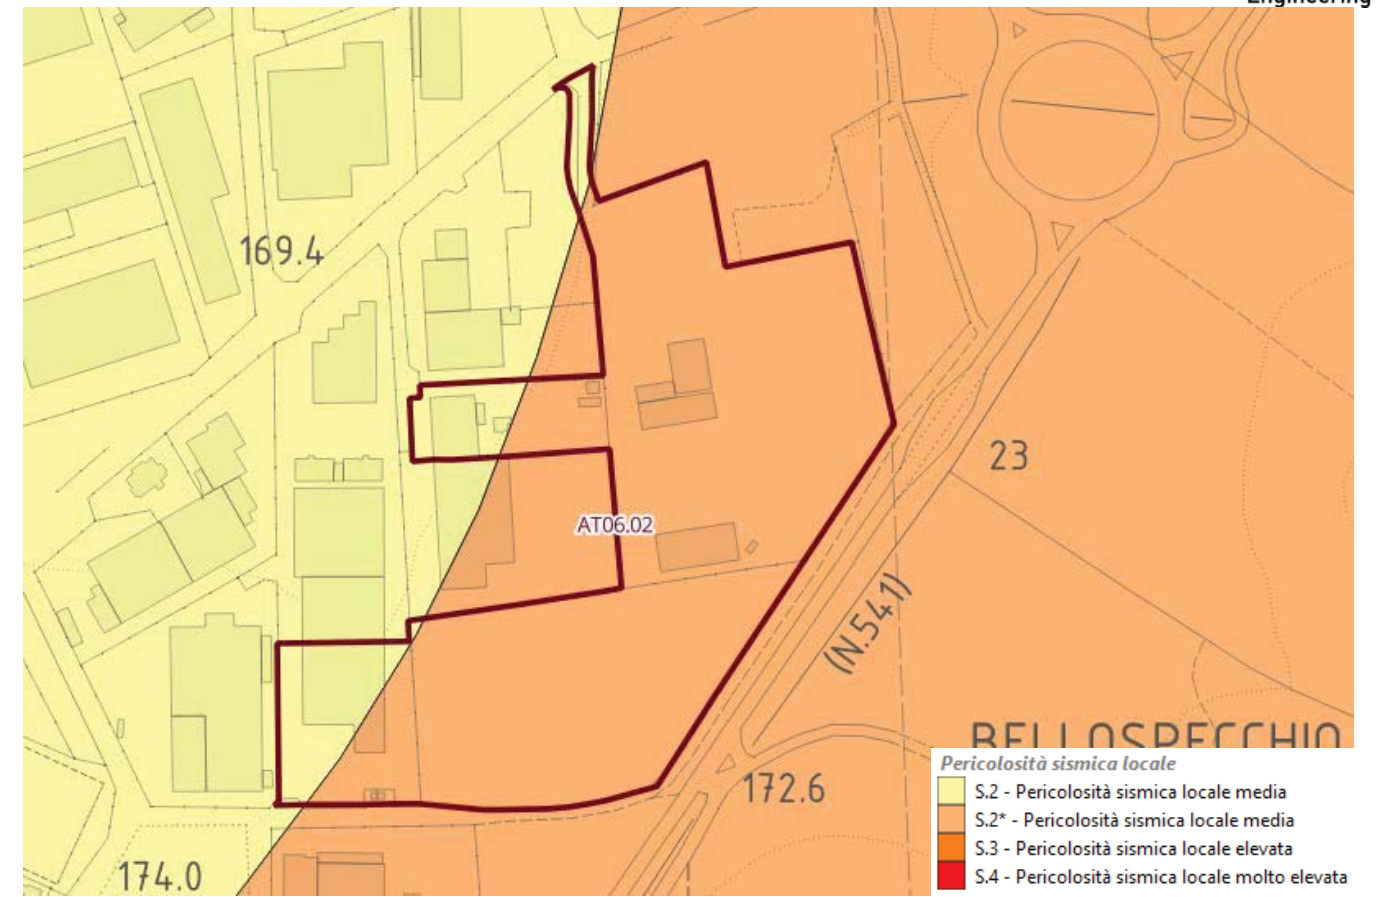 Engineering
169.4
23
AT06.02
(N.541)
BELLOSPECCHIO
172.6
174.0
Pericolosità sismica locale
S.2 - Pericolosità sismica locale media
S.2* - Pericolosità sismica locale media
S.3 - Pericolosità sismica locale elevata
S.4 - Pericolosità sismica locale molto elevata